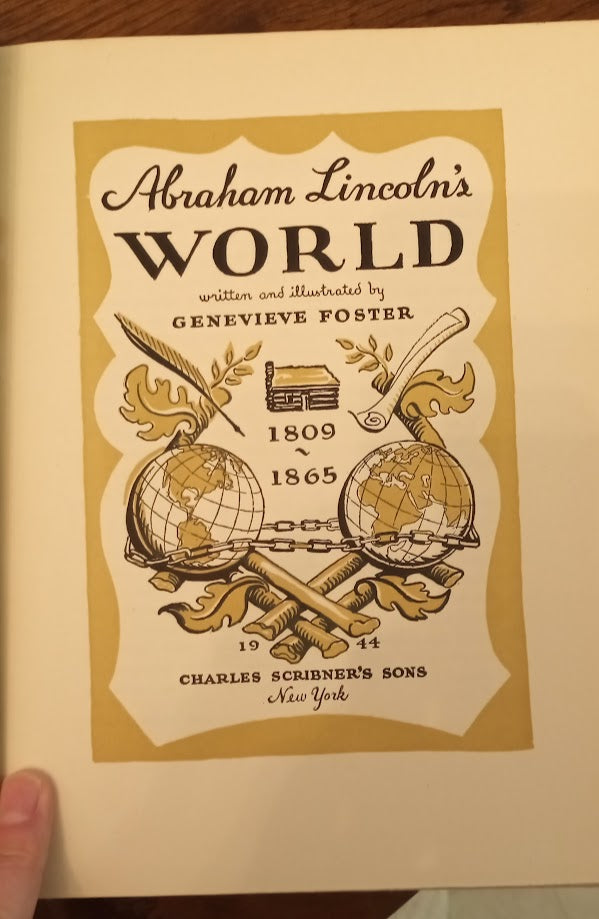 Abraham Lincoln's
WORLD
written and illustrated by
GENEVIEVE FOSTER
1809
~
1865
19 44
CHARLES SCRIBNER'S SONS
New York